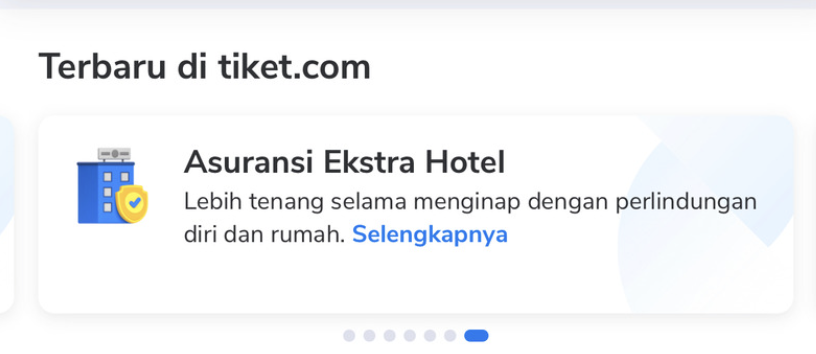 Terbaru di tiket.com
Asuransi Ekstra Hotel
Lebih tenang selama menginap dengan perlindungan
diri dan rumah. Selengkapnya